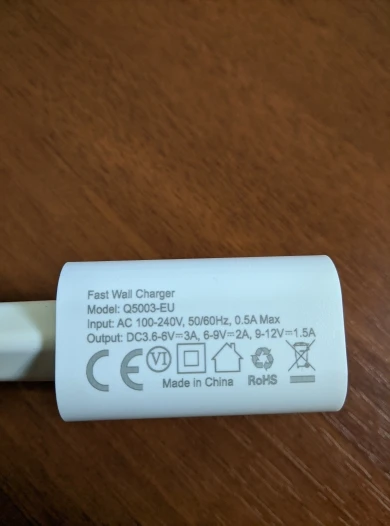 Fast Wall Charger
Model: Q5003-EU
Input: AC 100-240V, 50/60Hz, 0.5A Max
Output: DC3.6-6V⎓3A, 6-9V⎓2A, 9-12V⎓1.5A
CE VI
Made in China RoHS